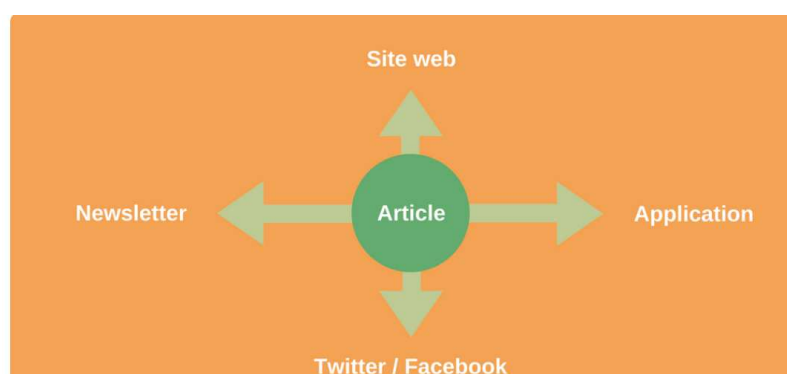 Site web
Newsletter
Article
Application
Twitter / Facebook